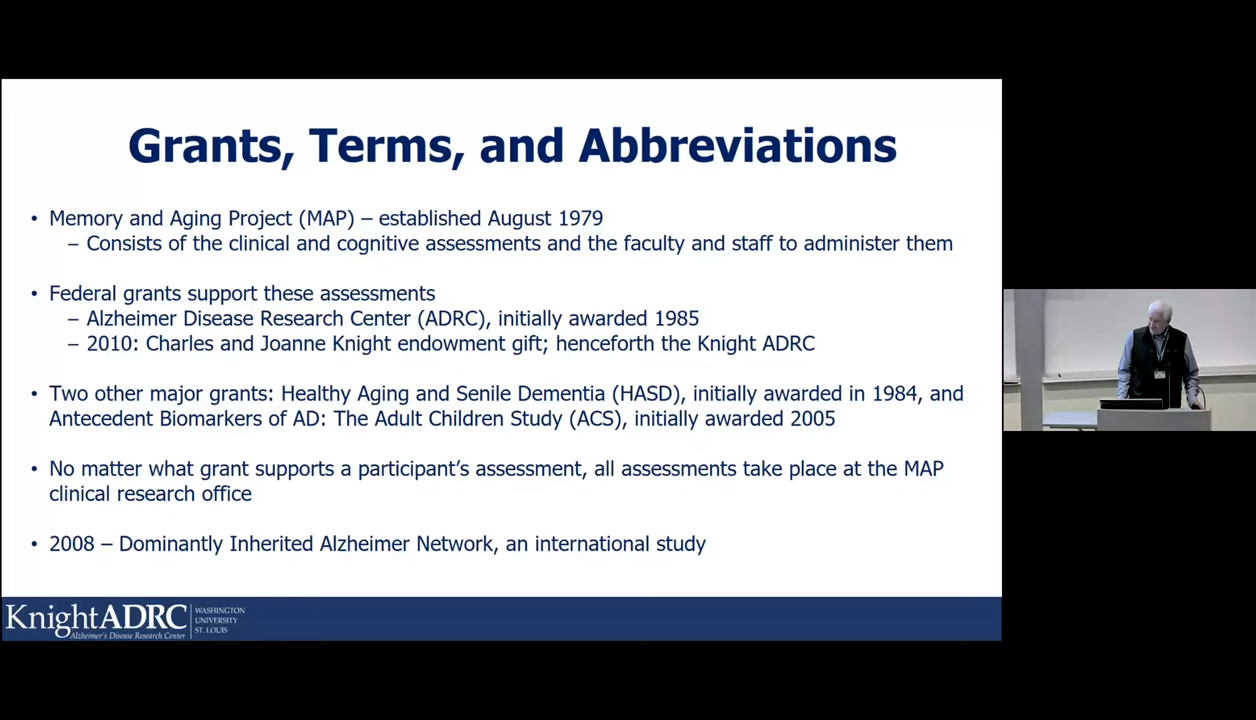 Grants, Terms, and Abbreviations
• Memory and Aging Project (MAP) – established August 1979
– Consists of the clinical and cognitive assessments and the faculty and staff to administer them
• Federal grants support these assessments
– Alzheimer Disease Research Center (ADRC), initially awarded 1985
– 2010: Charles and Joanne Knight endowment gift; henceforth the Knight ADRC
• Two other major grants: Healthy Aging and Senile Dementia (HASD), initially awarded in 1984, and
Antecedent Biomarkers of AD: The Adult Children Study (ACS), initially awarded 2005
• No matter what grant supports a participant's assessment, all assessments take place at the MAP
clinical research office
• 2008 – Dominantly Inherited Alzheimer Network, an international study
KnightADRC
Alzheimer's Disease Research Center
WASHINGTON
UNIVERSITY
ST. LOUIS